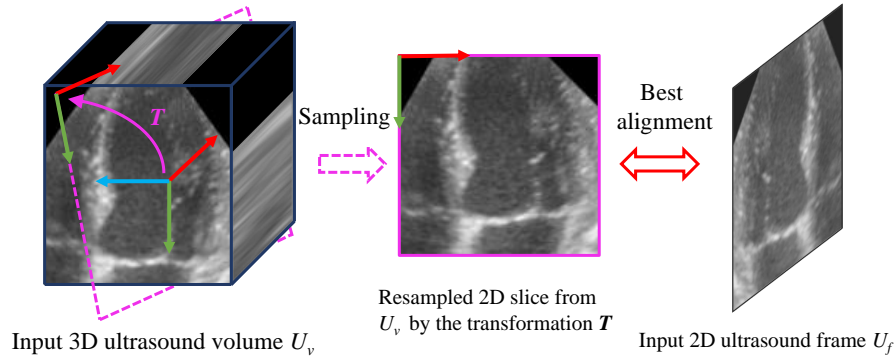 T
Sampling
Best
alignment
Resampled 2D slice from
U_v by the transformation T
Input 3D ultrasound volume U_v
Input 2D ultrasound frame U_f